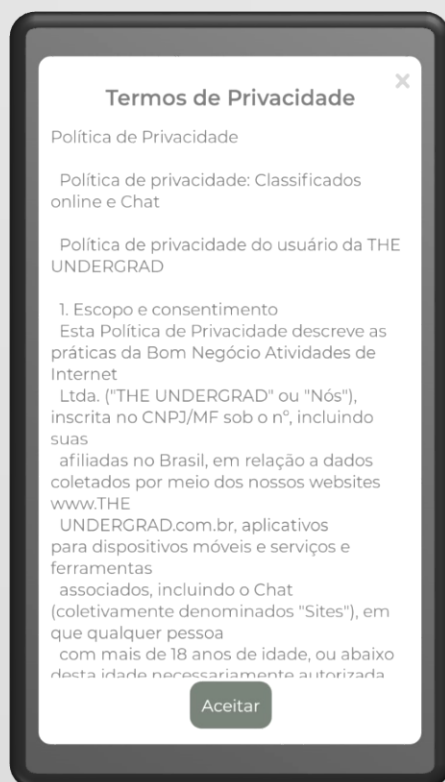 ×
Termos de Privacidade
Política de Privacidade
Política de privacidade: Classificados
online e Chat
Política de privacidade do usuário da THE
UNDERGRAD
1. Escopo e consentimento
Esta Política de Privacidade descreve as
práticas da Bom Negócio Atividades de
Internet
Ltda. ("THE UNDERGRAD" ou "Nós"),
inscrita no CNPJ/MF sob o nº, incluindo
suas
afiliadas no Brasil, em relação a dados
coletados por meio dos nossos websites
www.THE
UNDERGRAD.com.br, aplicativos
para dispositivos móveis e serviços e
ferramentas
associados, incluindo o Chat
(coletivamente denominados "Sites"), em
que qualquer pessoa
com mais de 18 anos de idade, ou abaixo
desta idade necessariamente autorizada
Aceitar